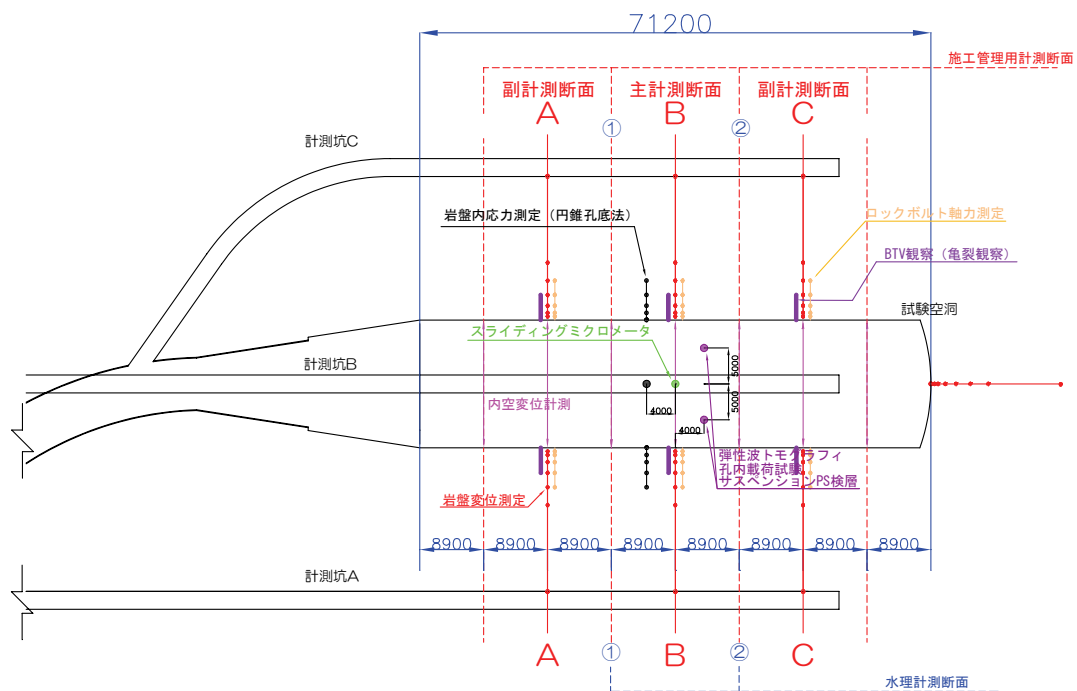 71200
施工管理用計測断面
副計測断面
主計測断面
副計測断面
A
①
B
②
C
計測坑C
岩盤内応力測定（円錐孔底法）
ロックボルト軸力測定
BTV観察（亀裂観察）
試験空洞
スライディングミクロメータ
計測坑B
5000
5000
内空変位計測
4000
4000
弾性波トモグラフィ
孔内載荷試験
サスペンションPS検層
岩盤変位測定
8900
8900
8900
8900
8900
8900
8900
8900
計測坑A
A
①
B
②
C
水理計測断面